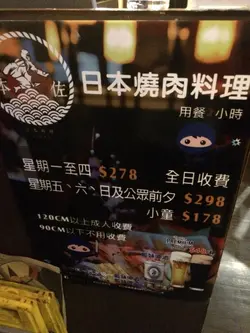 本 佐
日本燒肉料理
用餐 小時
星期一至四 $278 全日收費
星期五、六、日及公眾前夕 $298
小童 $178
120CM以上成人收費
90CM以下不用收費